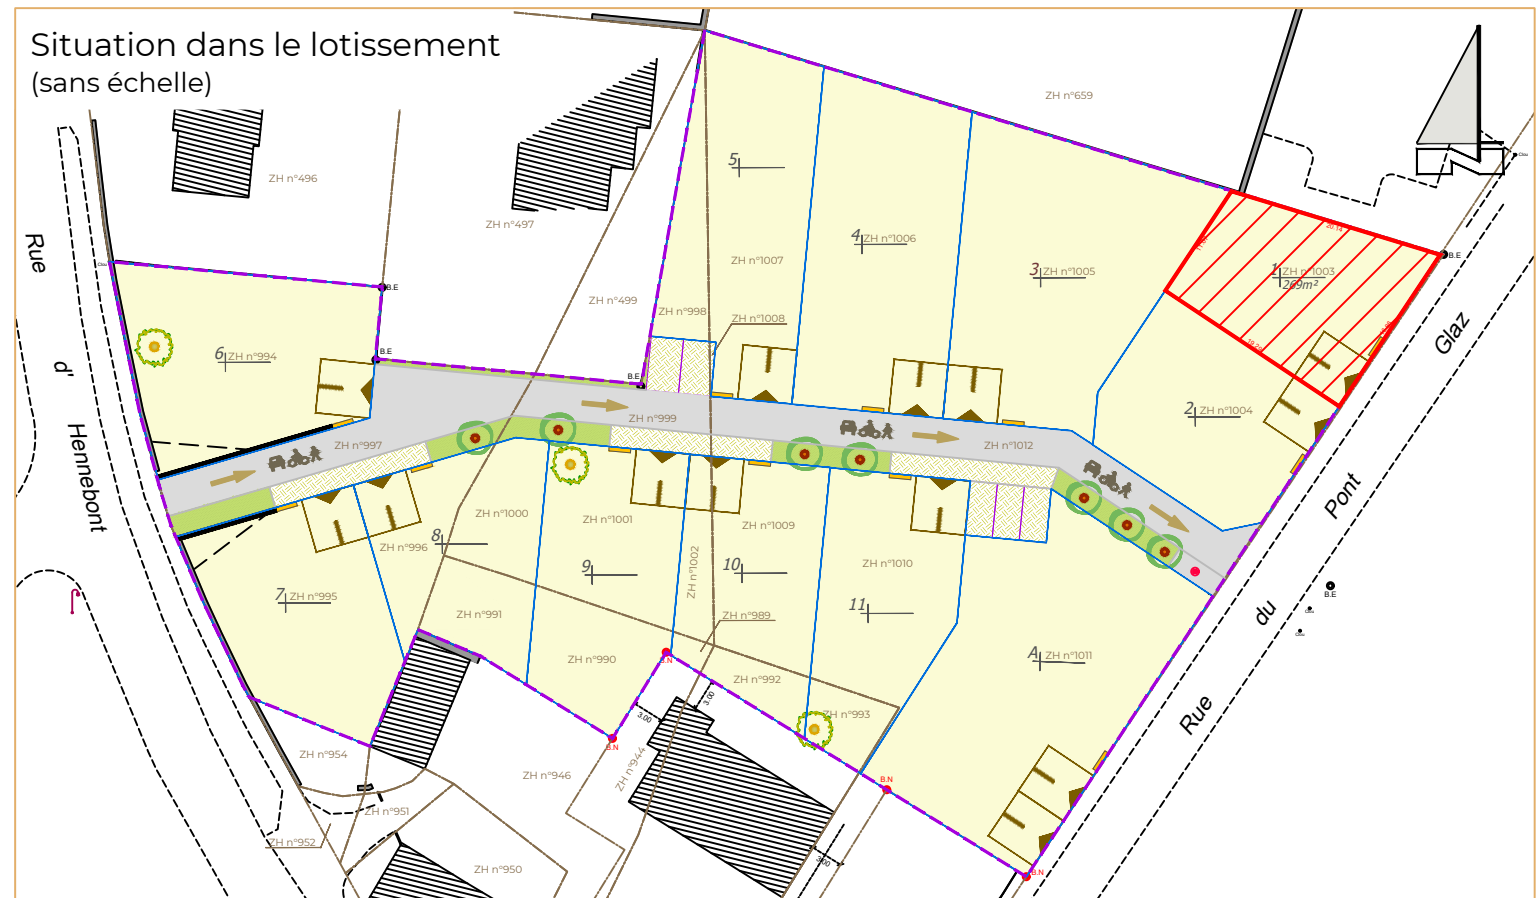 Situation dans le lotissement
(sans échelle)
ZH n°659
ZH n°496
ZH n°497
5
4
ZH n°1006
3
ZH n°1005
ZH n°1007
1
ZH n°1003
269m²
20.14
B.E
B.E
ZH n°499
ZH n°998
ZH n°1008
Rue
d'
Hennebont
6
ZH n°994
B.E
B.E
Glaz
2
ZH n°1004
ZH n°999
ZH n°997
ZH n°1012
Pont
ZH n°1000
ZH n°1001
ZH n°1009
8
ZH n°996
9
ZH n°1002
10
ZH n°1010
7
ZH n°995
11
B.E
du
ZH n°991
ZH n°989
ZH n°990
B.N
A
ZH n°1011
ZH n°992
3.00
3.00
ZH n°993
Rue
B.N
ZH n°954
ZH n°946
ZH n°944
B.N
ZH n°951
ZH n°952
3.00
ZH n°950
B.N